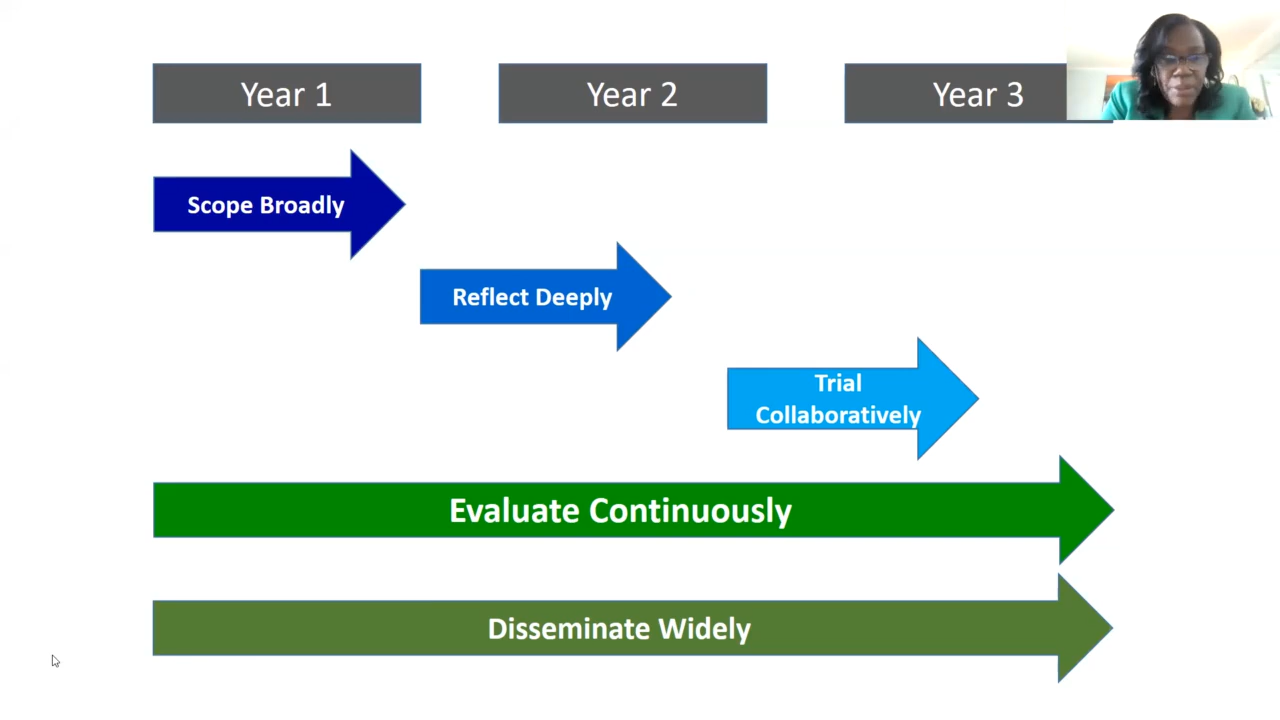 Year 1
Year 2
Year 3
Scope Broadly
Reflect Deeply
Trial
Collaboratively
Evaluate Continuously
Disseminate Widely